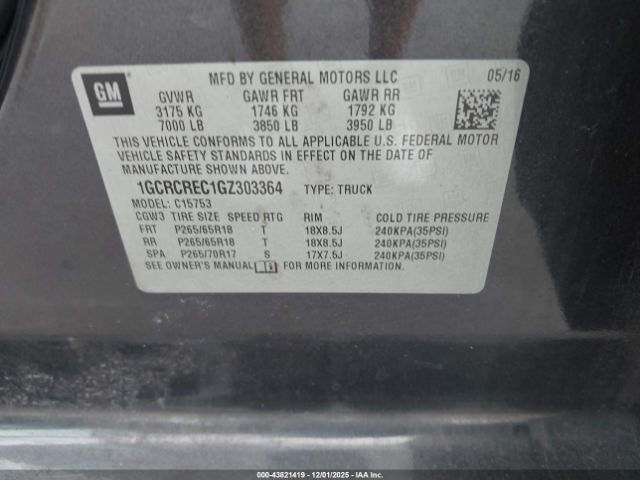 GM
MFD BY GENERAL MOTORS LLC 05/16
GVWR GAWR FRT GAWR RR
3175 KG 1746 KG 1792 KG
7000 LB 3850 LB 3950 LB
THIS VEHICLE CONFORMS TO ALL APPLICABLE U.S. FEDERAL MOTOR
VEHICLE SAFETY STANDARDS IN EFFECT ON THE DATE OF
MANUFACTURE SHOWN ABOVE.
1GCRCREC1GZ303364 TYPE: TRUCK
MODEL: C15753
COW3 TIRE SIZE SPEED RTG RIM COLD TIRE PRESSURE
FRT P265/65R18 T 18X8.5J 240KPA(35PSI)
RR P265/65R18 T 18X8.5J 240KPA(35PSI)
SPA P265/70R17 S 17X7.5J 240KPA(35PSI)
SEE OWNER'S MANUAL FOR MORE INFORMATION.
000-43821419 - 12/01/2025 - IAAI.COM